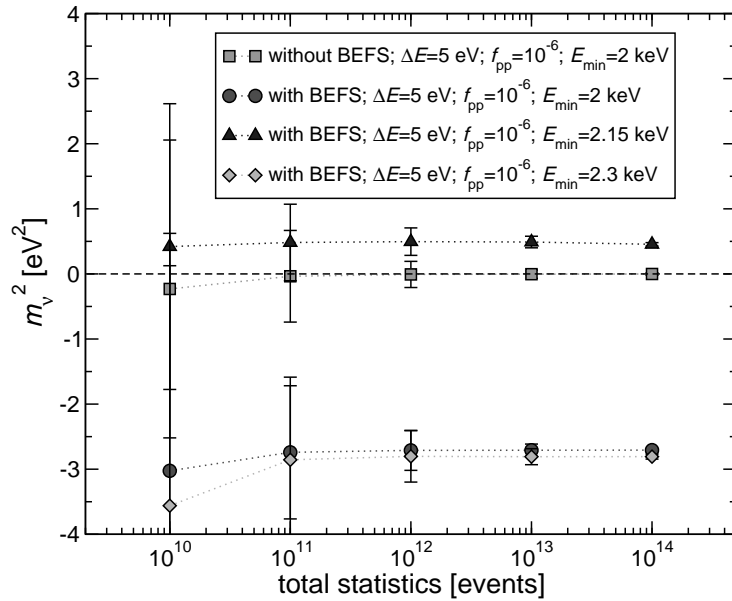 4
3
2
1
0
-1
-2
-3
-4
m_ν^2 [eV^2]
without BEFS; ΔE=5 eV; f_pp=10^-6; E_min=2 keV
with BEFS; ΔE=5 eV; f_pp=10^-6; E_min=2 keV
with BEFS; ΔE=5 eV; f_pp=10^-6; E_min=2.15 keV
with BEFS; ΔE=5 eV; f_pp=10^-6; E_min=2.3 keV
10^10 10^11 10^12 10^13 10^14
total statistics [events]